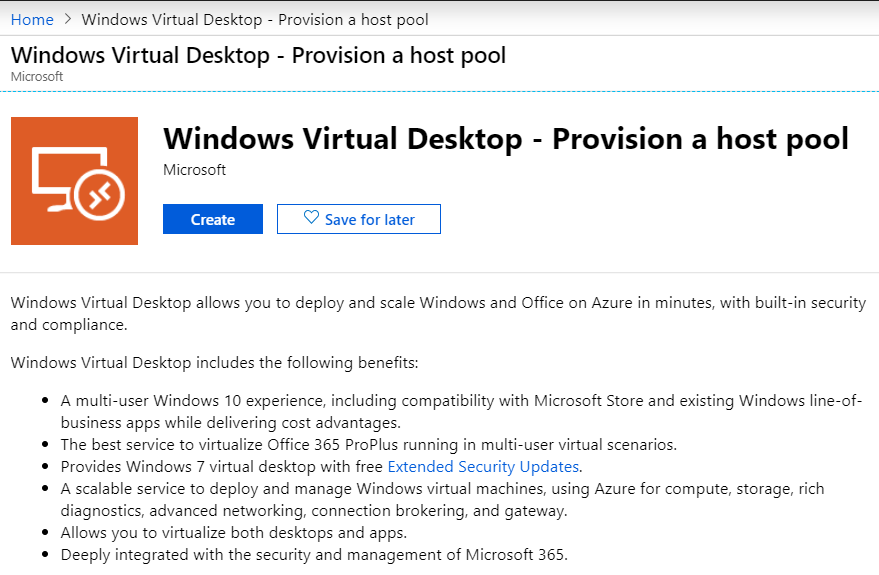 Home > Windows Virtual Desktop - Provision a host pool
Windows Virtual Desktop - Provision a host pool
Microsoft
Windows Virtual Desktop - Provision a host pool
Microsoft
Create
Save for later
Windows Virtual Desktop allows you to deploy and scale Windows and Office on Azure in minutes, with built-in security
and compliance.
Windows Virtual Desktop includes the following benefits:
• A multi-user Windows 10 experience, including compatibility with Microsoft Store and existing Windows line-of-
business apps while delivering cost advantages.
• The best service to virtualize Office 365 ProPlus running in multi-user virtual scenarios.
• Provides Windows 7 virtual desktop with free Extended Security Updates.
• A scalable service to deploy and manage Windows virtual machines, using Azure for compute, storage, rich
diagnostics, advanced networking, connection brokering, and gateway.
• Allows you to virtualize both desktops and apps.
• Deeply integrated with the security and management of Microsoft 365.